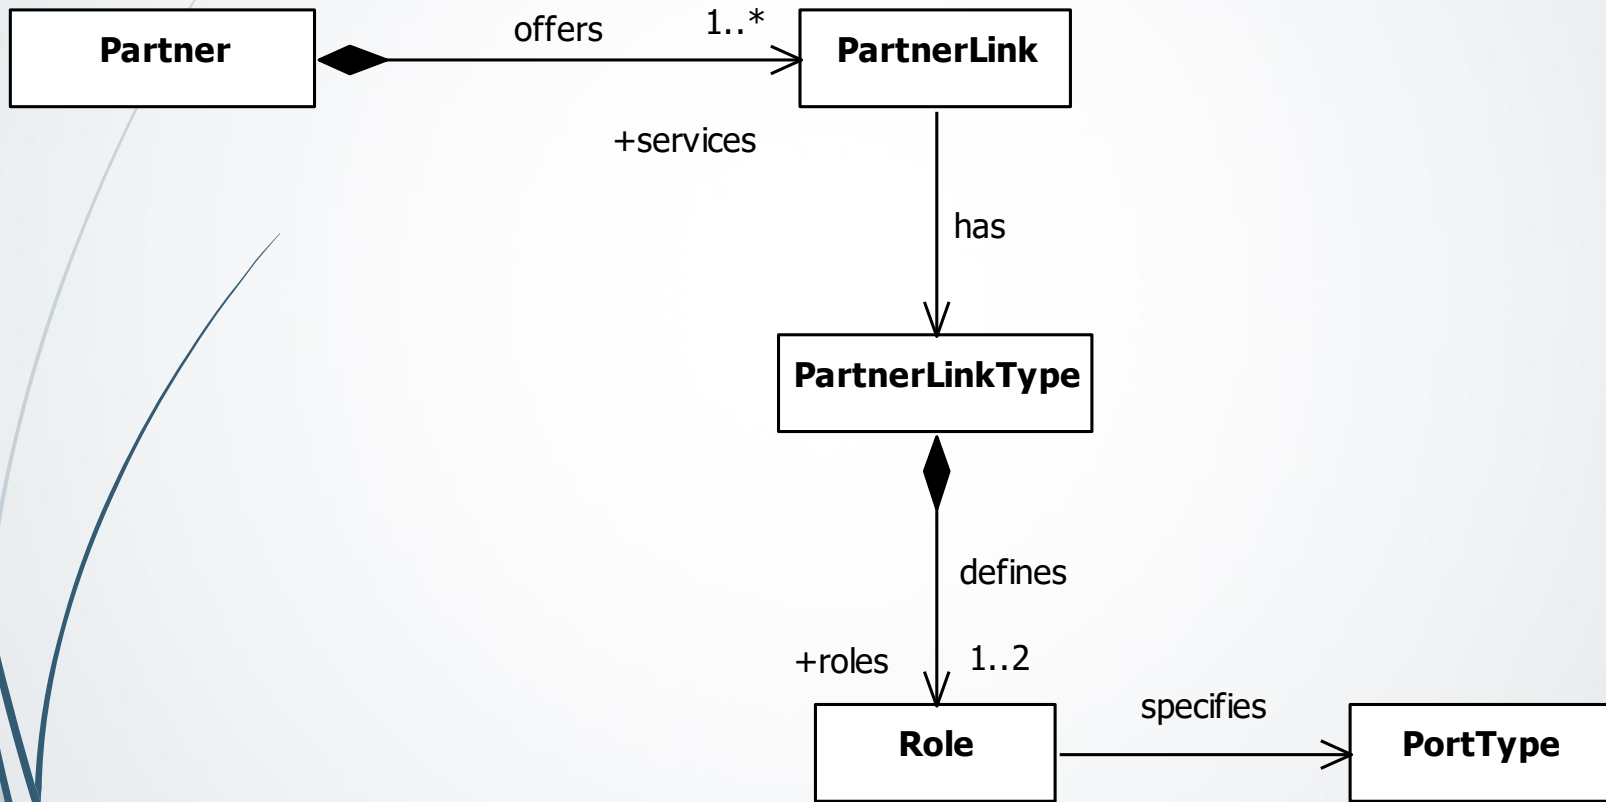 Partner
offers
1..*
PartnerLink
+services
has
PartnerLinkType
defines
+roles
1..2
Role
specifies
PortType